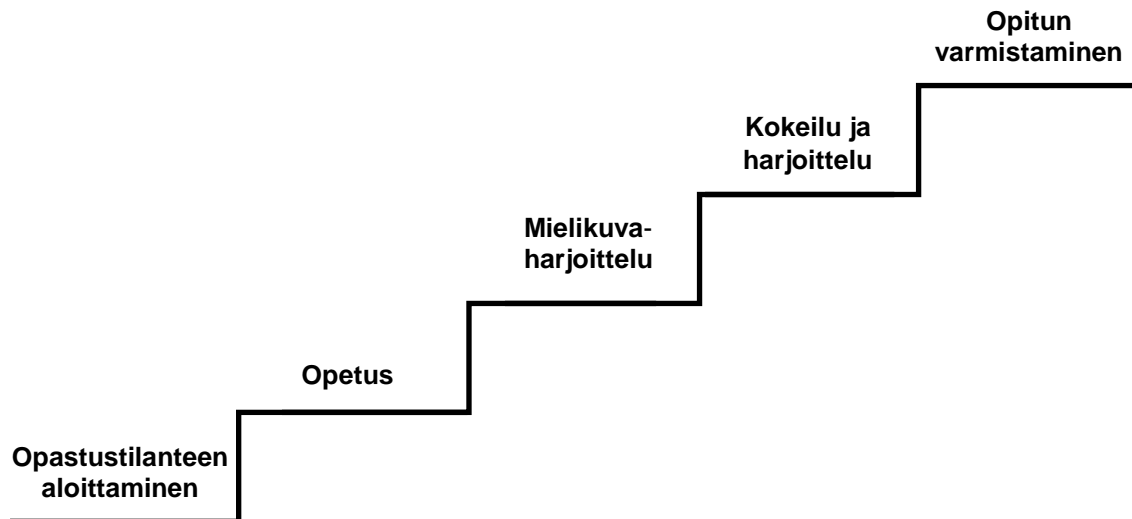 Opitun
varmistaminen
Kokeilu ja
harjoittelu
Mielikuva-
harjoittelu
Opetus
Opastustilanteen
aloittaminen